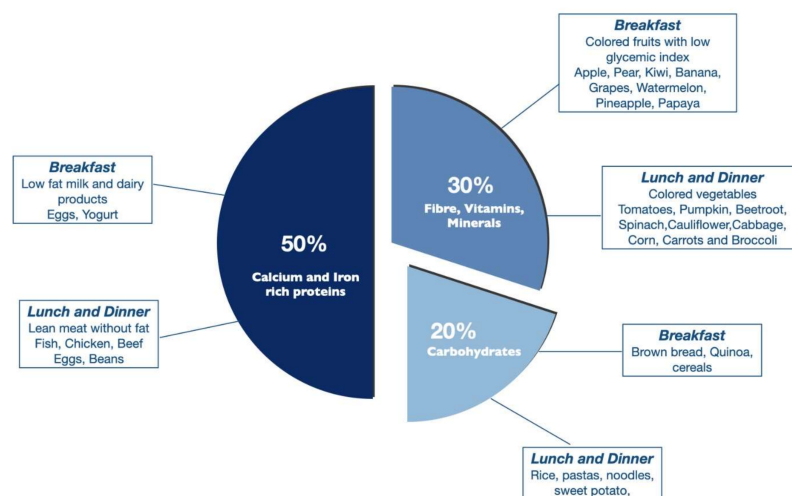 Breakfast
Colored fruits with low
glycemic index
Apple, Pear, Kiwi, Banana,
Grapes, Watermelon,
Pineapple, Papaya
Breakfast
Low fat milk and dairy
products
Eggs, Yogurt
30%
Fibre, Vitamins,
Minerals
Lunch and Dinner
Colored vegetables
Tomatoes, Pumpkin, Beetroot,
Spinach,Cauliflower,Cabbage,
Corn, Carrots and Broccoli
50%
Calcium and Iron
rich proteins
Lunch and Dinner
Lean meat without fat
Fish, Chicken, Beef
Eggs, Beans
20%
Carbohydrates
Breakfast
Brown bread, Quinoa,
cereals
Lunch and Dinner
Rice, pastas, noodles,
sweet potato,